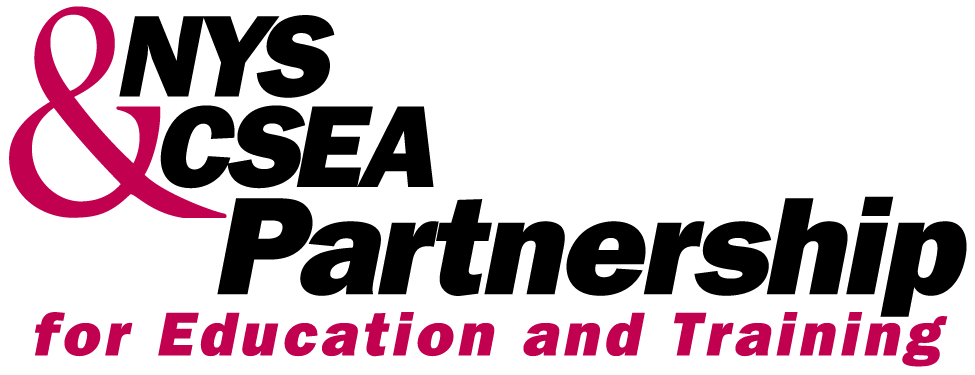 NYS
& CSEA
Partnership
for Education and Training